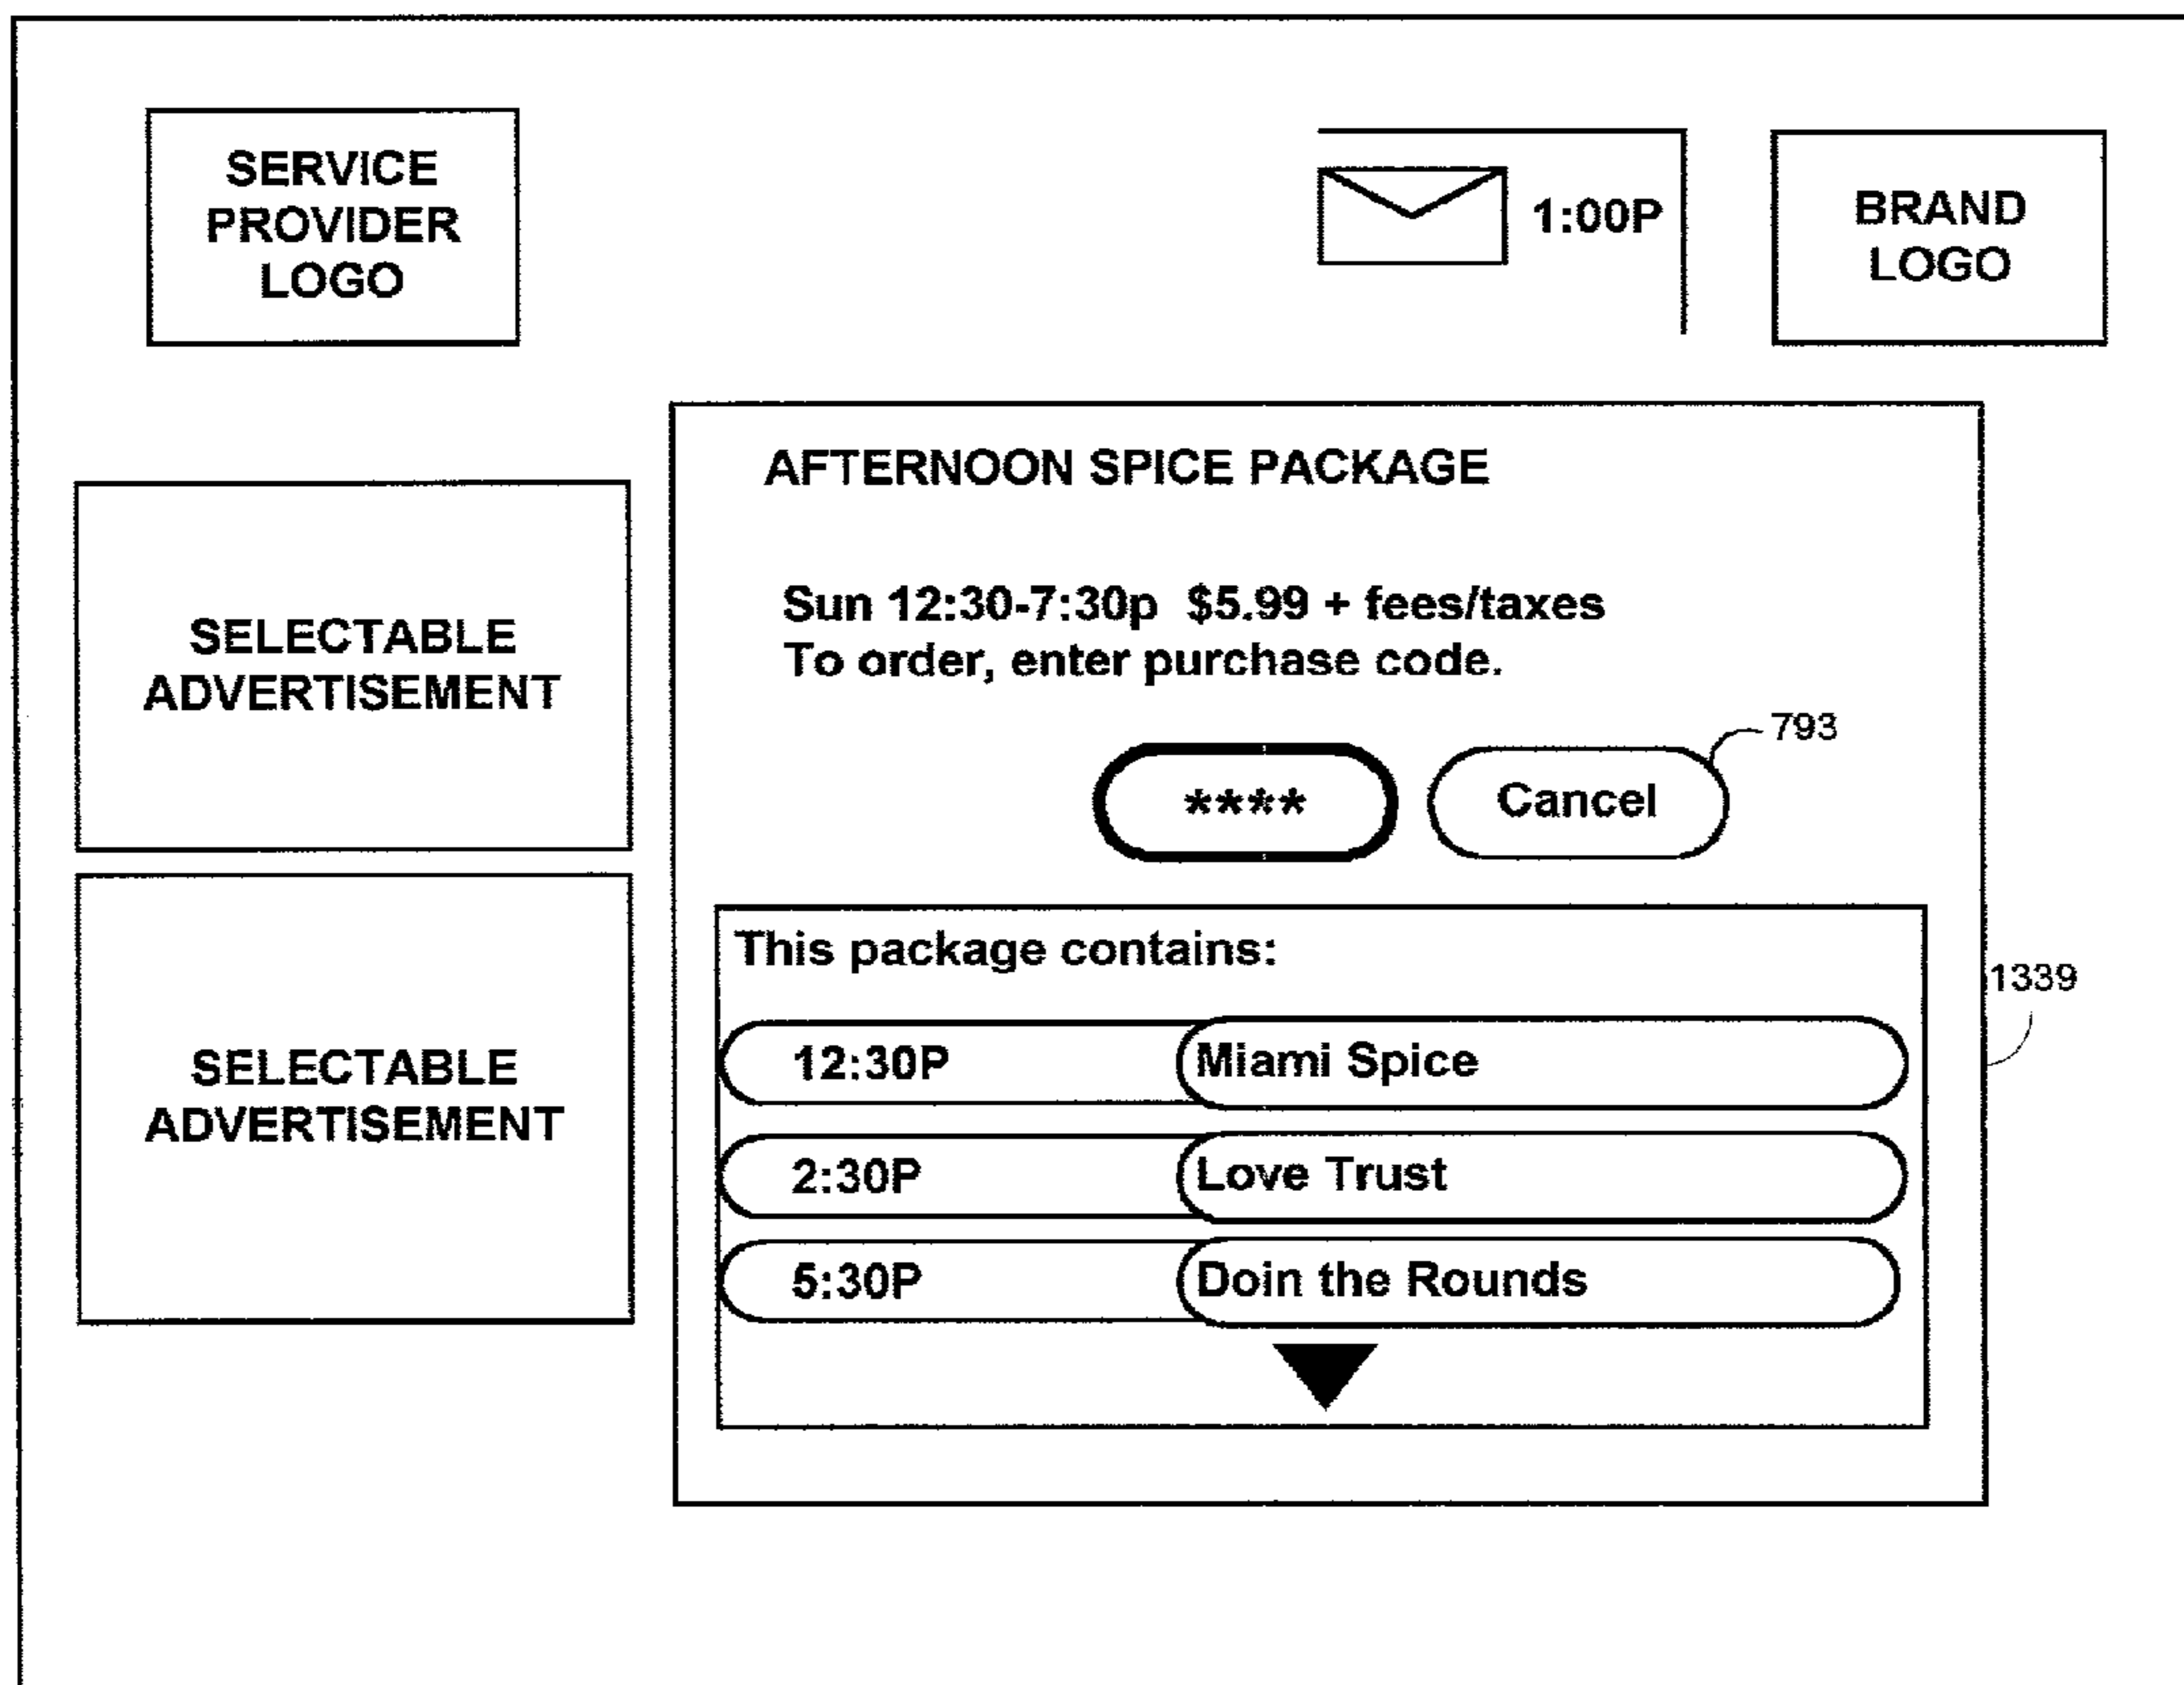 SERVICE
PROVIDER
LOGO
1:00P
BRAND
LOGO
SELECTABLE
ADVERTISEMENT
SELECTABLE
ADVERTISEMENT
AFTERNOON SPICE PACKAGE
Sun 12:30-7:30p $5.99 + fees/taxes
To order, enter purchase code.
****
Cancel
793
This package contains:
1339
12:30P Miami Spice
2:30P Love Trust
5:30P Doin the Rounds